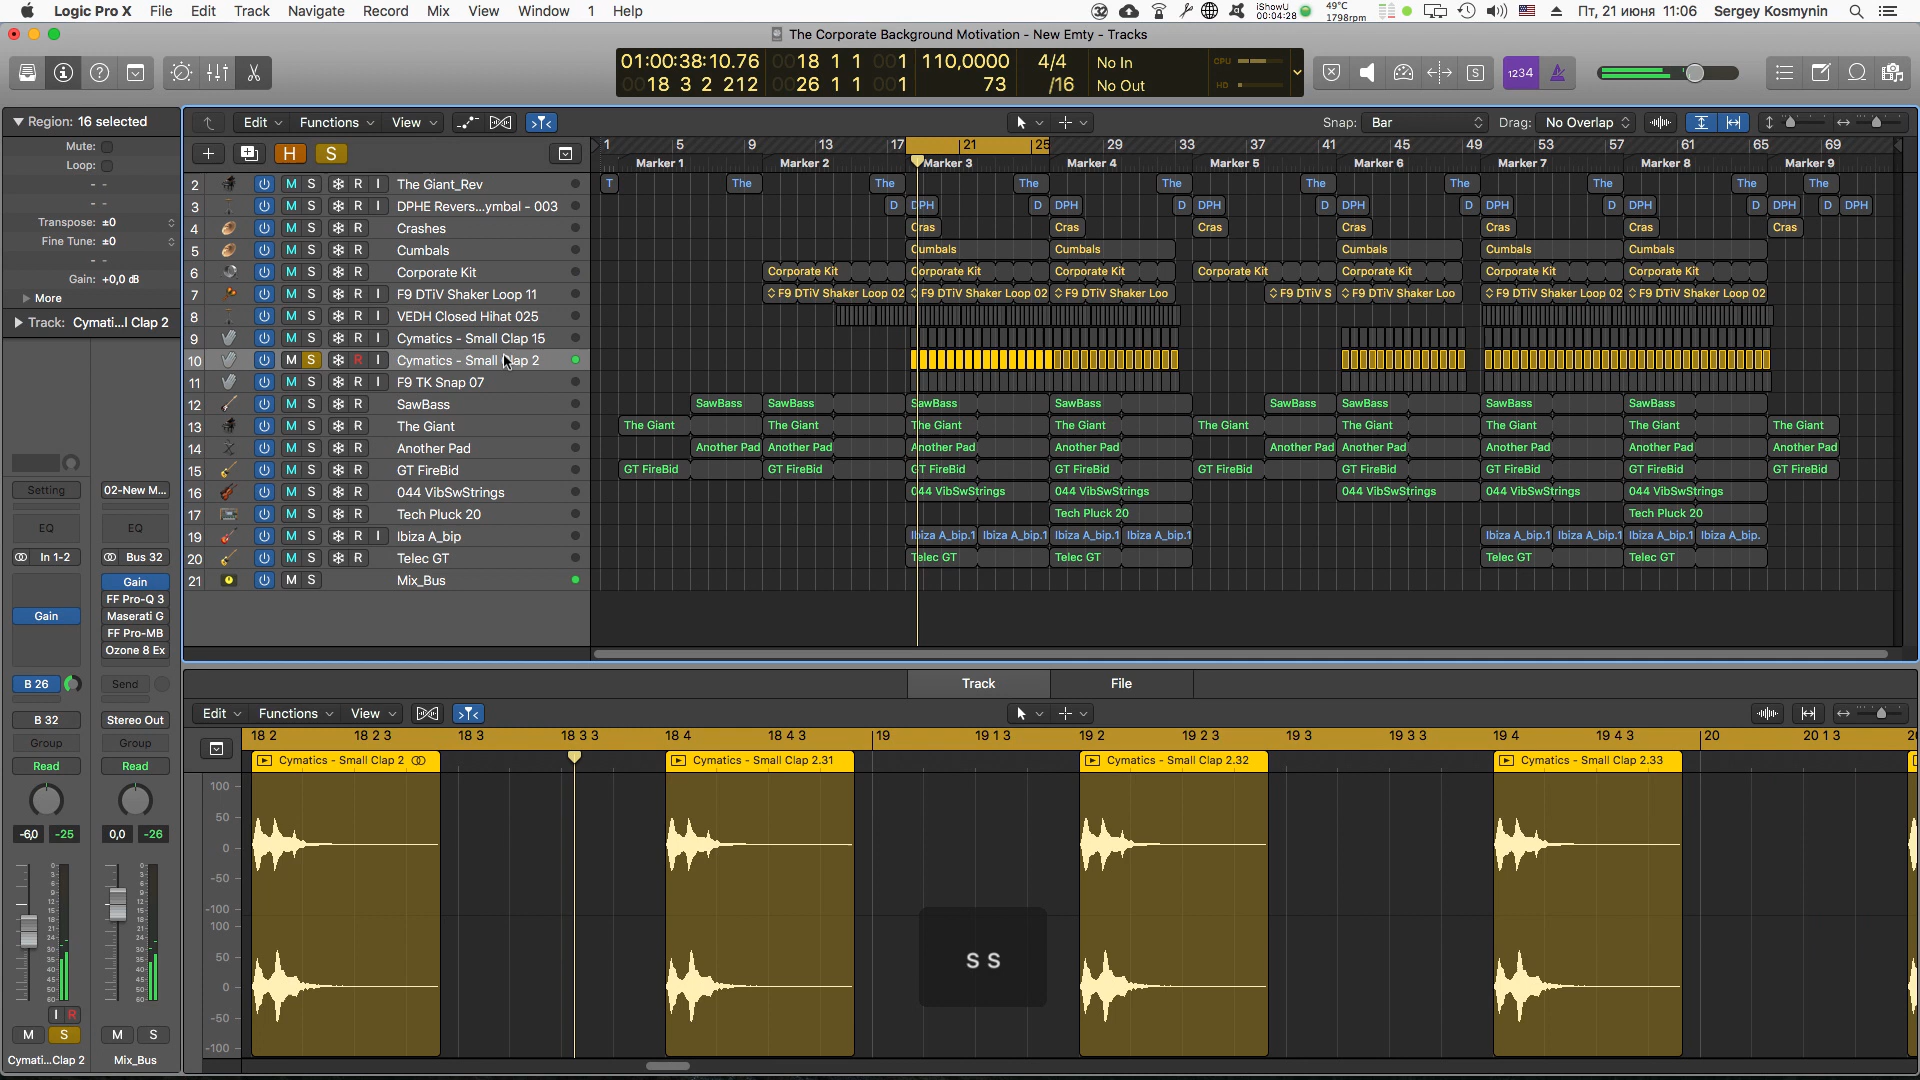 Logic Pro X File Edit Track Navigate Record Mix View Window 1 Help
iShowU 00:04:28 49°C 1798rpm Пт, 21 июня 11:06 Sergey Kosmynin
The Corporate Background Motivation - New Emty - Tracks
01:00:38:10.76 0018 1 1 001 110,0000 4/4 No In CPU
0018 3 2 212 0026 1 1 001 73 /16 No Out HD
1234
Region: 16 selected
Mute:
Loop:
Transpose: ±0
Fine Tune: ±0
Gain: +0,0 dB
More
Track: Cymati...l Clap 2
Edit Functions View Snap: Bar Drag: No Overlap
H S 1 5 9 13 17 21 25 29 33 37 41 45 49 53 57 61 65 69
Marker 1 Marker 2 Marker 3 Marker 4 Marker 5 Marker 6 Marker 7 Marker 8 Marker 9
2 M S R I The Giant_Rev T The The The The The The The The The
3 M S R I DPHE Revers...ymbal - 003 D DPH D DPH D DPH D DPH D DPH D DPH D DPH D DPH
4 M S R Crashes Cras Cras Cras Cras Cras Cras Cras
5 M S R Cumbals Cumbals Cumbals Cumbals Cumbals Cumbals
6 M S R Corporate Kit Corporate Kit Corporate Kit Corporate Kit Corporate Kit Corporate Kit Corporate Kit Corporate Kit
7 M S R I F9 DTiV Shaker Loop 11 F9 DTiV Shaker Loop 02 F9 DTiV Shaker Loop 02 F9 DTiV Shaker Loo F9 DTiV S F9 DTiV Shaker Loo F9 DTiV Shaker Loop 02 F9 DTiV Shaker Loop 02
8 M S R I VEDH Closed Hihat 025
9 M S R I Cymatics - Small Clap 15
10 M S R I Cymatics - Small Clap 2
11 M S R I F9 TK Snap 07
12 M S R SawBass SawBass SawBass SawBass SawBass SawBass SawBass SawBass SawBass
13 M S R The Giant The Giant The Giant The Giant The Giant The Giant The Giant The Giant The Giant The Giant
14 M S R Another Pad Another Pad Another Pad Another Pad Another Pad Another Pad Another Pad Another Pad Another Pad Another Pad
15 M S R GT FireBid GT FireBid GT FireBid GT FireBid GT FireBid GT FireBid GT FireBid GT FireBid GT FireBid GT FireBid
16 M S R 044 VibSwStrings 044 VibSwStrings 044 VibSwStrings 044 VibSwStrings 044 VibSwStrings 044 VibSwStrings
17 M S R Tech Pluck 20 Tech Pluck 20 Tech Pluck 20
19 M S R I Ibiza A_bip Ibiza A_bip.1 Ibiza A_bip.1 Ibiza A_bip.1 Ibiza A_bip.1 Ibiza A_bip.1 Ibiza A_bip.1 Ibiza A_bip.1 Ibiza A_bip.
20 M S R Telec GT Telec GT Telec GT Telec GT Telec GT
21 M S Mix_Bus
Setting 02-New M...
EQ EQ
In 1-2 Bus 32
Gain
FF Pro-Q 3
Gain Maserati G
FF Pro-MB
Ozone 8 Ex
B 26 Send
B 32 Stereo Out
Group Group
Read Read
-6,0 -25 0,0 -26
I R
M S M S
Cymati...Clap 2 Mix_Bus
Track File
Edit Functions View
18 2 18 2 3 18 3 18 3 3 18 4 18 4 3 19 19 1 3 19 2 19 2 3 19 3 19 3 3 19 4 19 4 3 20 20 1 3
Cymatics - Small Clap 2 Cymatics - Small Clap 2.31 Cymatics - Small Clap 2.32 Cymatics - Small Clap 2.33
100
50
0
-50
-100
100
50
0
-50
-100
S S